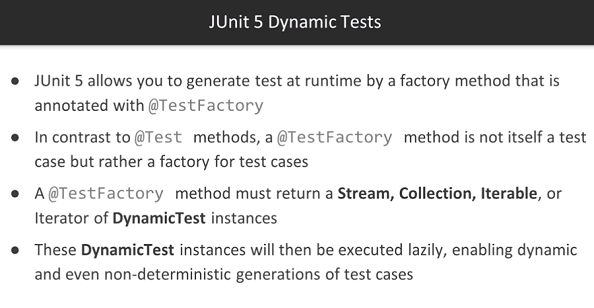 JUnit 5 Dynamic Tests
● JUnit 5 allows you to generate test at runtime by a factory method that is
annotated with @TestFactory
● In contrast to @Test methods, a @TestFactory method is not itself a test
case but rather a factory for test cases
● A @TestFactory method must return a Stream, Collection, Iterable, or
Iterator of DynamicTest instances
● These DynamicTest instances will then be executed lazily, enabling dynamic
and even non-deterministic generations of test cases